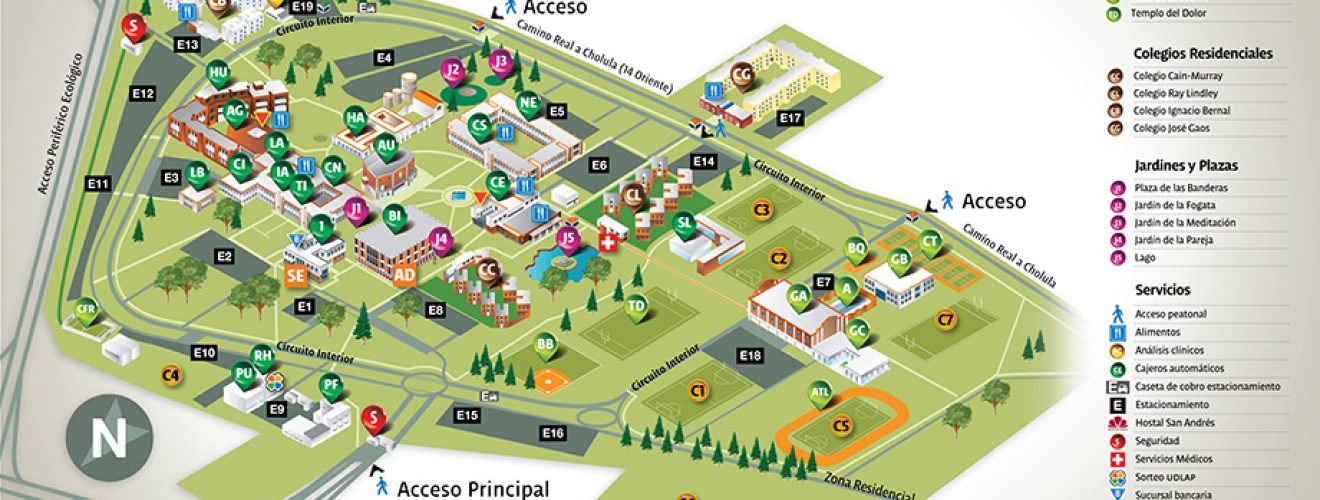 E19
Circuito Interior
S
E13
E12
Acceso Periférico Ecológico
E11
Acceso
Camino Real a Cholula (14 Oriente)
E4
J2
J3
HU
AG
HA
AU
LA
CI
IA
TI
CN
LB
E3
CS
NE
E5
E6
CG
E17
E14
Circuito Interior
Acceso
Camino Real a Cholula
CE
CL
SL
C3
C2
J1
BI
J4
J5
1
SE
AD
CC
E2
E1
E8
BQ
GB
CT
E7
A
GA
GC
C7
TD
E18
BB
CFR
E10
Circuito Interior
C4
RH
PU
PF
E9
N
S
E15
E16
Circuito Interior
C1
ATL
C5
Zona Residencial
Acceso Principal
TD Templo del Dolor
Colegios Residenciales
Colegio Cain-Murray
Colegio Ray Lindley
Colegio Ignacio Bernal
Colegio José Gaos
Jardines y Plazas
J1 Plaza de las Banderas
J2 Jardín de la Fogata
J3 Jardín de la Meditación
J4 Jardín de la Pareja
J5 Lago
Servicios
Acceso peatonal
Alimentos
Análisis clínicos
Cajeros automáticos
E Caseta de cobro estacionamiento
E Estacionamiento
Hostal San Andrés
S Seguridad
Servicios Médicos
Sorteo UDLAP
Sucursal bancaria